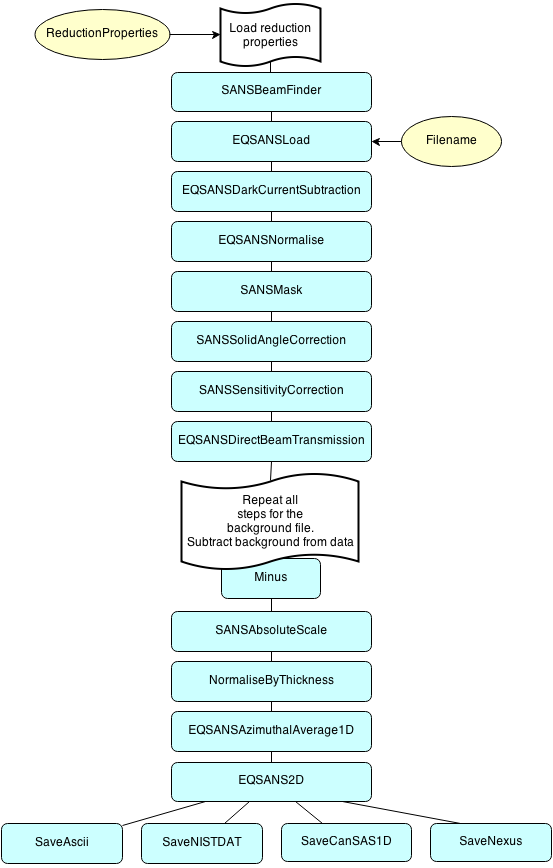 ReductionProperties
Load reduction
properties
SANSBeamFinder
EQSANSLoad
Filename
EQSANSDarkCurrentSubtraction
EQSANSNormalise
SANSMask
SANSSolidAngleCorrection
SANSSensitivityCorrection
EQSANSDirectBeamTransmission
Repeat all
steps for the
background file.
Subtract background from data
Minus
SANSAbsoluteScale
NormaliseByThickness
EQSANSAzimuthalAverage1D
EQSANS2D
SaveAscii
SaveNISTDAT
SaveCanSAS1D
SaveNexus